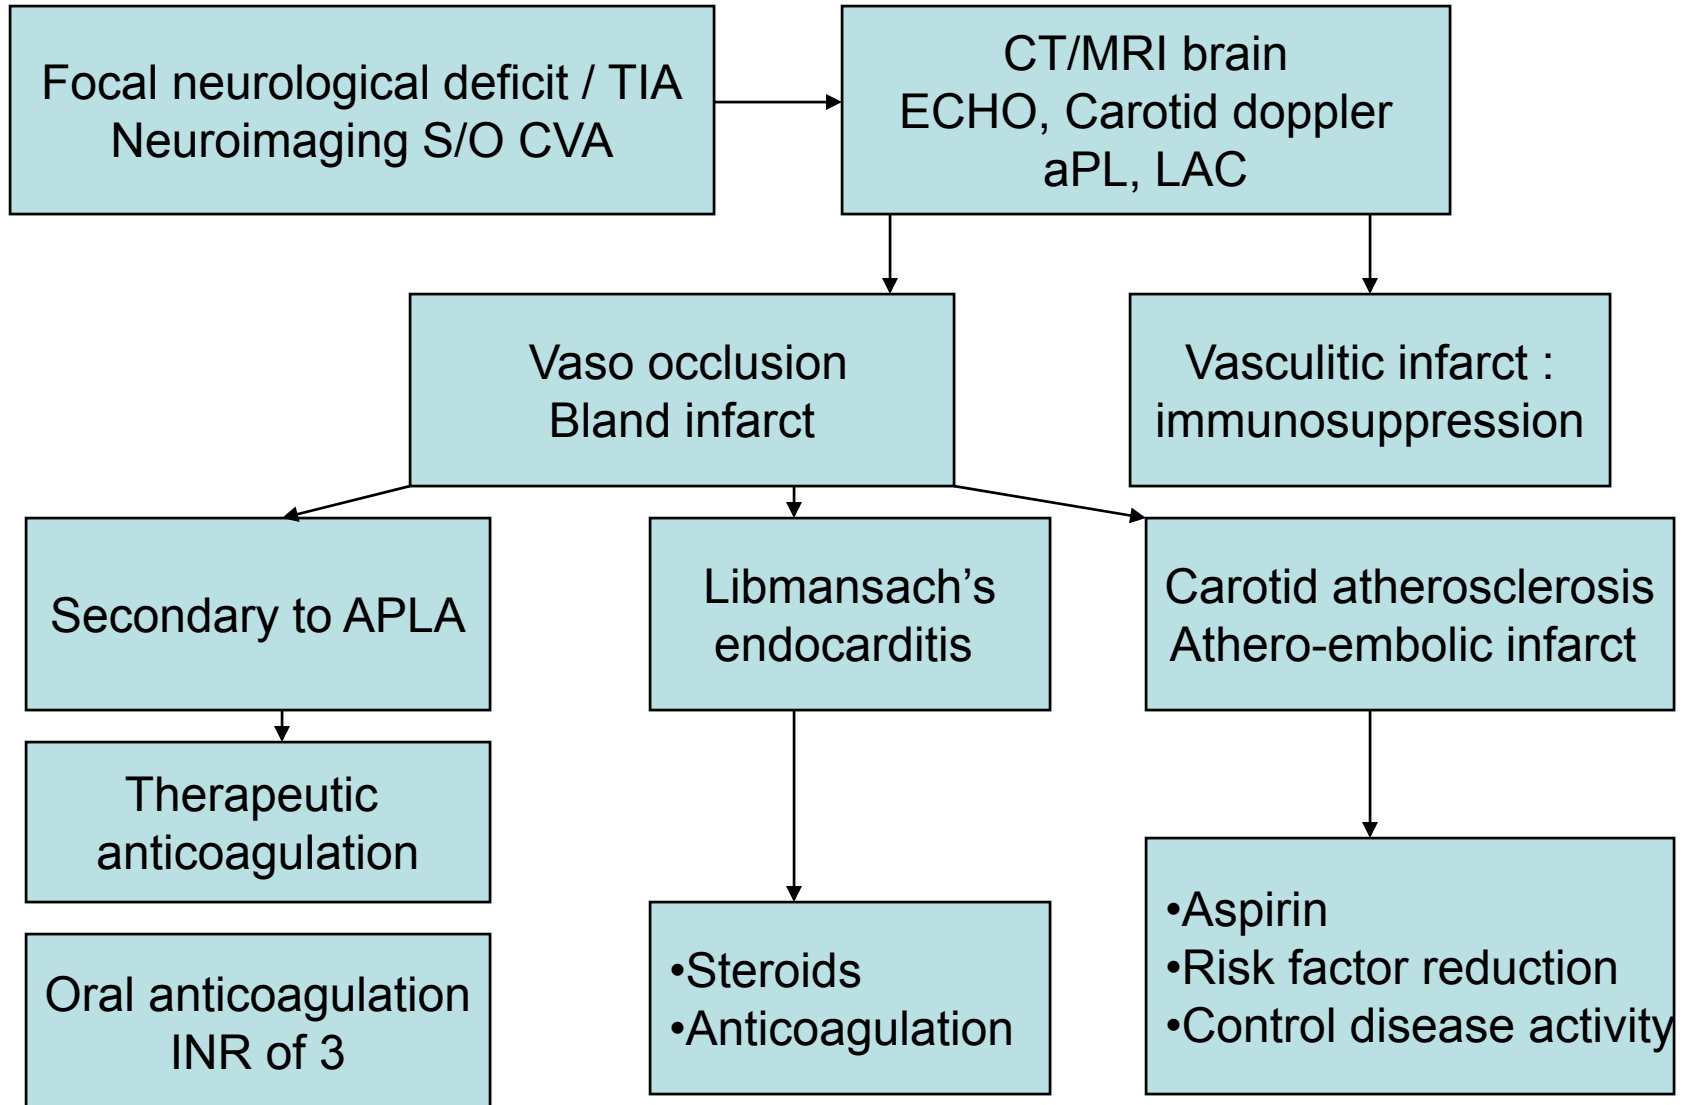 Focal neurological deficit / TIA
Neuroimaging S/O CVA
CT/MRI brain
ECHO, Carotid doppler
aPL, LAC
Vaso occlusion
Bland infarct
Vasculitic infarct :
immunosuppression
Secondary to APLA
Libmansach’s
endocarditis
Carotid atherosclerosis
Athero-embolic infarct
Therapeutic
anticoagulation
Oral anticoagulation
INR of 3
•Steroids
•Anticoagulation
•Aspirin
•Risk factor reduction
•Control disease activity